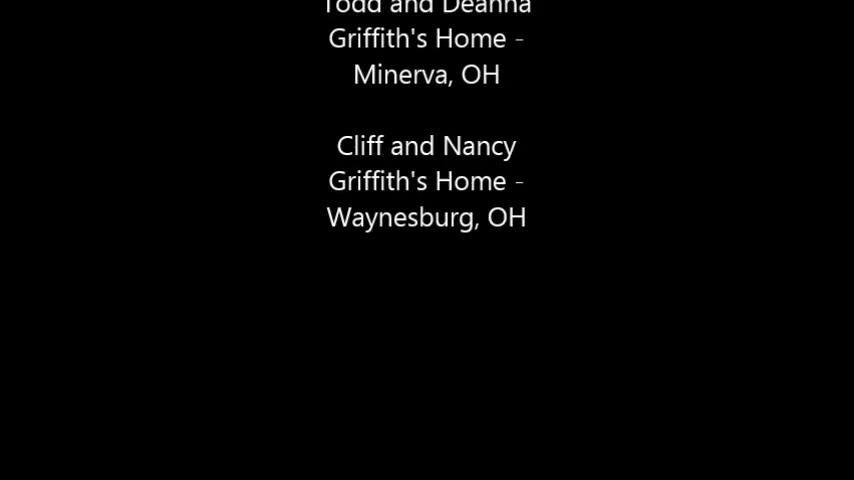 Todd and Deanna
Griffith's Home -
Minerva, OH
Cliff and Nancy
Griffith's Home -
Waynesburg, OH